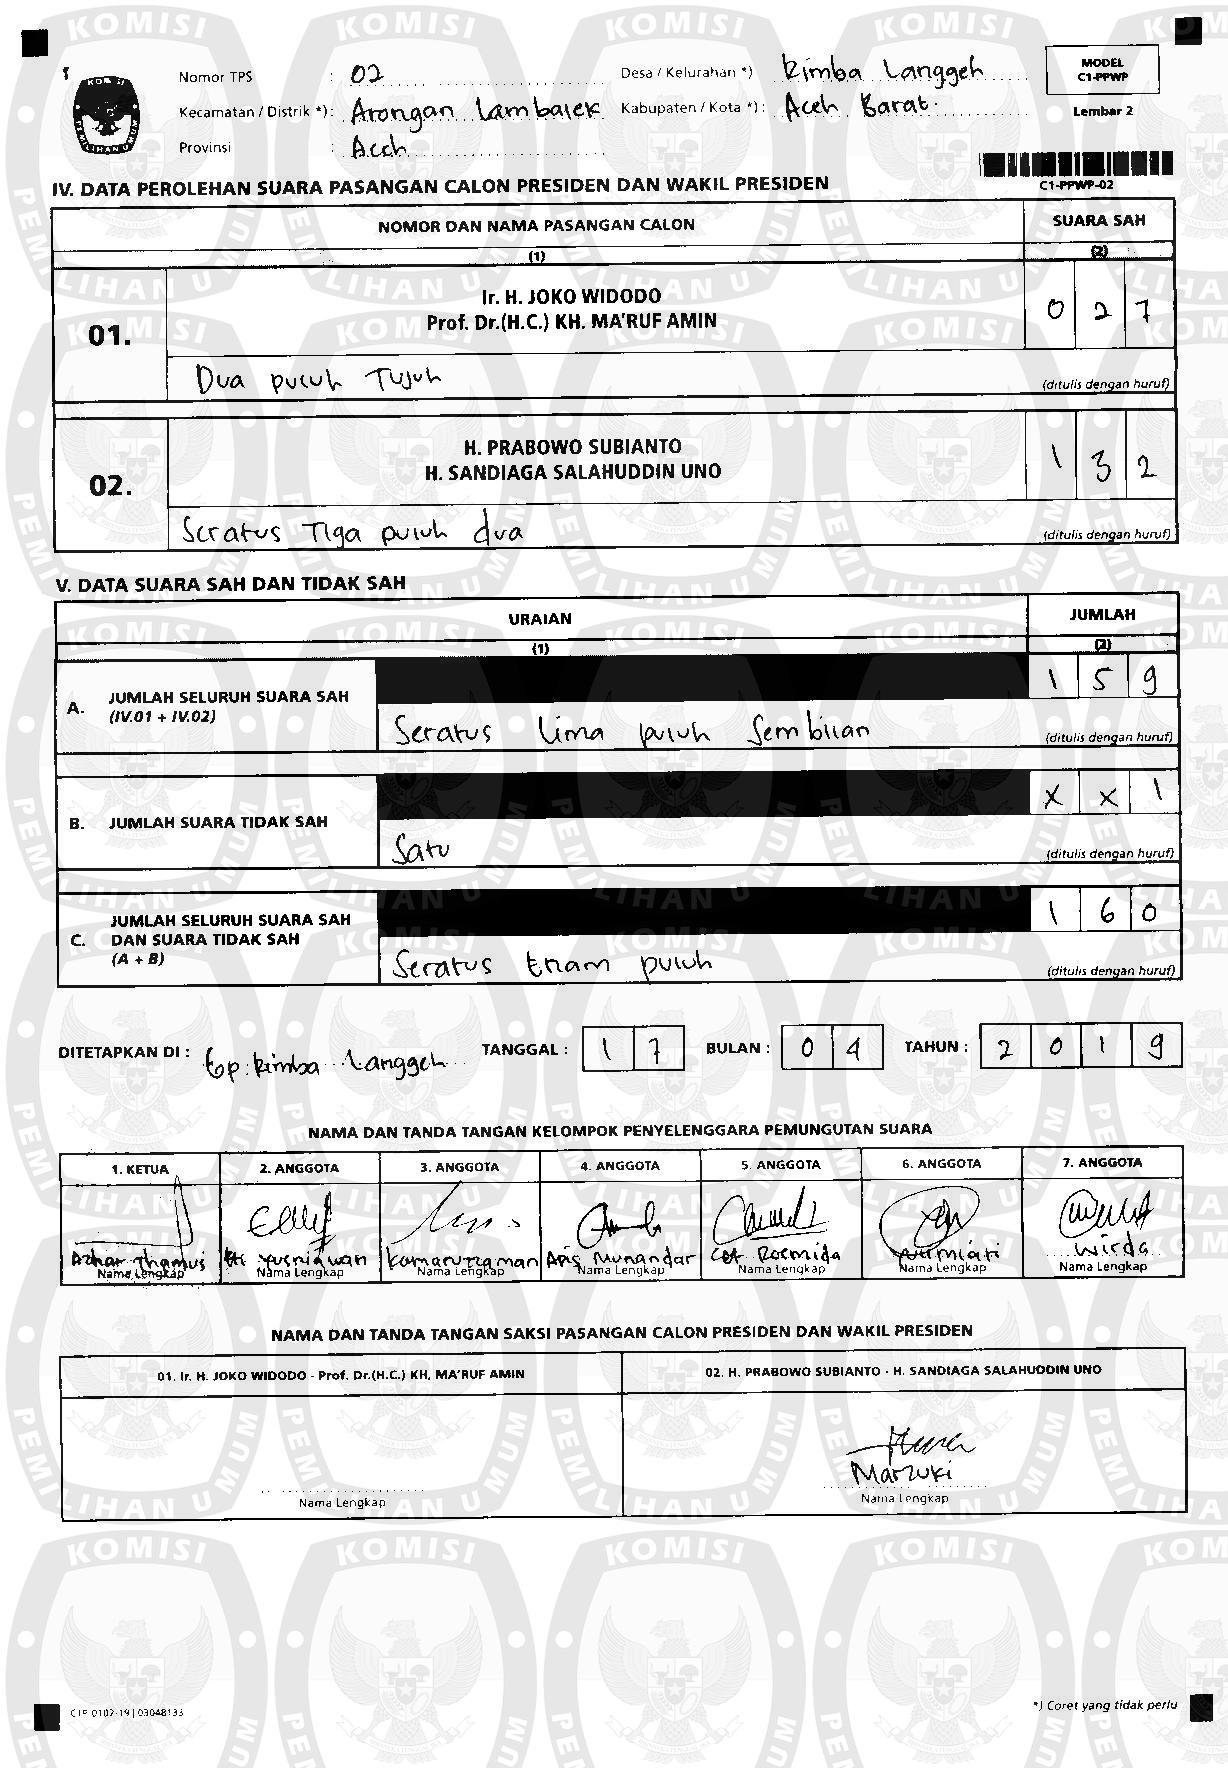 Nomor TPS : 02 Desa / Kelurahan *) Rimba Langgeh
Kecamatan / Distrik *): Arongan Lambalek Kabupaten / Kota *): Aceh Barat
Provinsi : Aceh
MODEL
C1-PPWP
Lembar 2
C1-PPWP-02
IV. DATA PEROLEHAN SUARA PASANGAN CALON PRESIDEN DAN WAKIL PRESIDEN
NOMOR DAN NAMA PASANGAN CALON SUARA SAH
(1) (2)
01. Ir. H. JOKO WIDODO
Prof. Dr.(H.C.) KH. MA'RUF AMIN 0 2 7
Dua puluh Tujuh (ditulis dengan huruf)
02. H. PRABOWO SUBIANTO
H. SANDIAGA SALAHUDDIN UNO 1 3 2
Seratus Tiga puluh dua (ditulis dengan huruf)
V. DATA SUARA SAH DAN TIDAK SAH
URAIAN JUMLAH
(1) (2)
A. JUMLAH SELURUH SUARA SAH
(IV.01 + IV.02) 1 5 9
Seratus Lima puluh Sembilan (ditulis dengan huruf)
B. JUMLAH SUARA TIDAK SAH X X 1
Satu (ditulis dengan huruf)
C. JUMLAH SELURUH SUARA SAH
DAN SUARA TIDAK SAH
(A + B) 1 6 0
Seratus Enam puluh (ditulis dengan huruf)
DITETAPKAN DI : Gp. Rimba Langgeh TANGGAL : 1 7 BULAN : 0 4 TAHUN : 2 0 1 9
NAMA DAN TANDA TANGAN KELOMPOK PENYELENGGARA PEMUNGUTAN SUARA
1. KETUA 2. ANGGOTA 3. ANGGOTA 4. ANGGOTA 5. ANGGOTA 6. ANGGOTA 7. ANGGOTA
Azhar Thamus Yusniawan Kamaruzaman Aris Munandar Cut Rosmida Nurmiati Wirda
Nama Lengkap Nama Lengkap Nama Lengkap Nama Lengkap Nama Lengkap Nama Lengkap Nama Lengkap
NAMA DAN TANDA TANGAN SAKSI PASANGAN CALON PRESIDEN DAN WAKIL PRESIDEN
01. Ir. H. JOKO WIDODO - Prof. Dr.(H.C.) KH. MA'RUF AMIN 02. H. PRABOWO SUBIANTO - H. SANDIAGA SALAHUDDIN UNO
Marzuki
Nama Lengkap Nama Lengkap
*) Coret yang tidak perlu